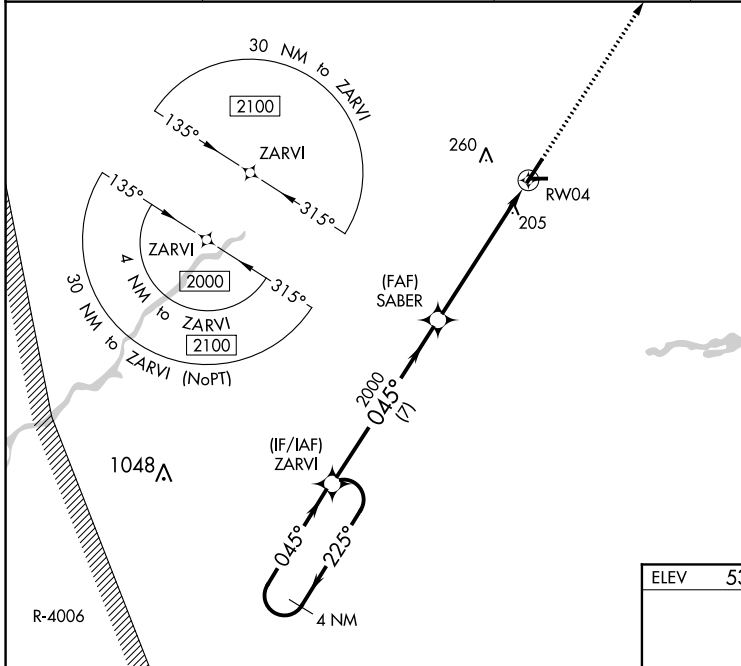 30 NM to ZARVI
2100
135°
ZARVI
315°
135°
ZARVI
2000
315°
4 NM to ZARVI
2100
30 NM to ZARVI (NoPT)
260
RW04
205
(FAF)
SABER
2000
045°
(7)
(IF/IAF)
ZARVI
1048
045°
225°
4 NM
R-4006
ELEV 53